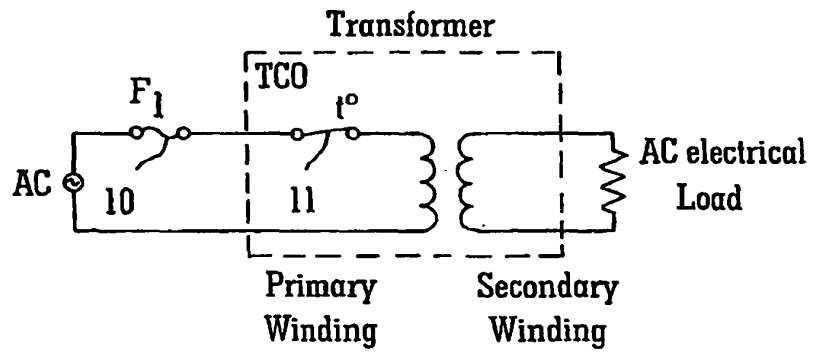 Transformer
TCO
F1
t°
AC
10
11
AC electrical
Load
Primary
Winding
Secondary
Winding